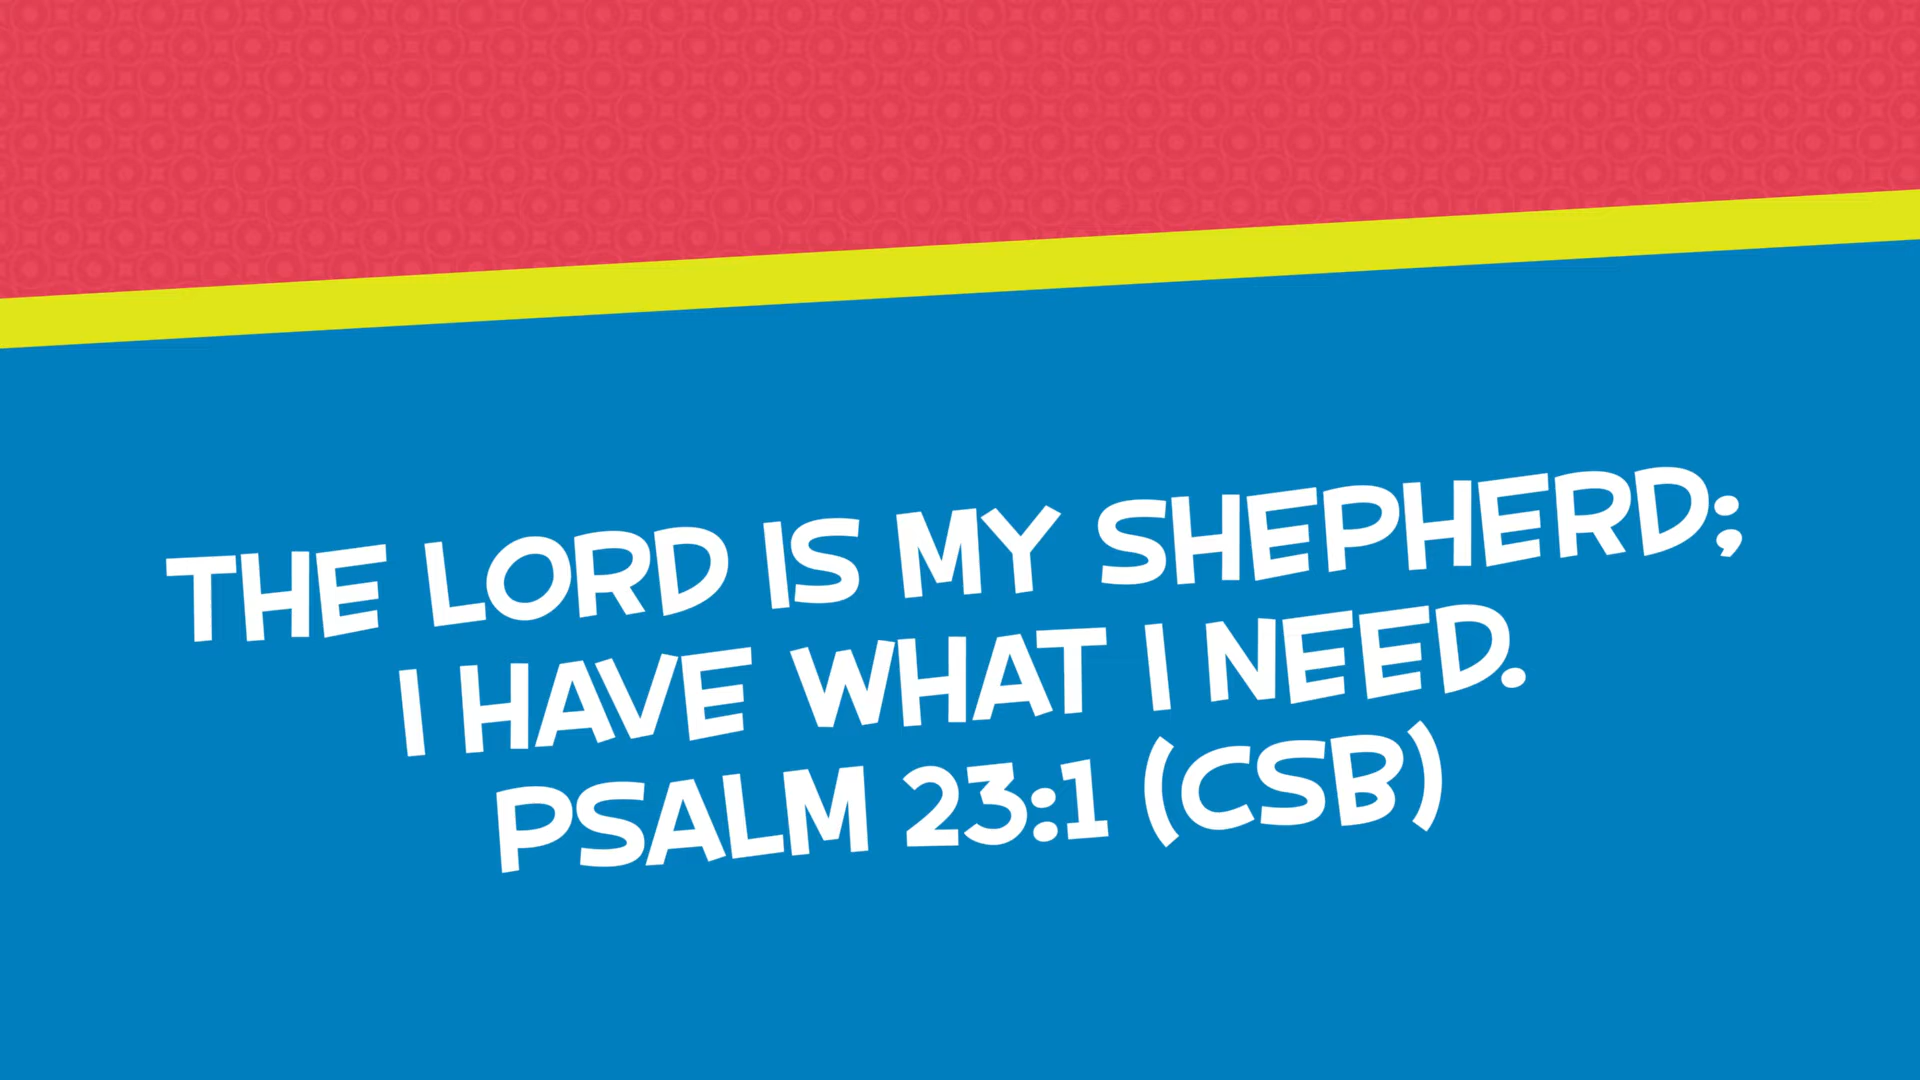 THE LORD IS MY SHEPHERD;
I HAVE WHAT I NEED.
PSALM 23:1 (CSB)